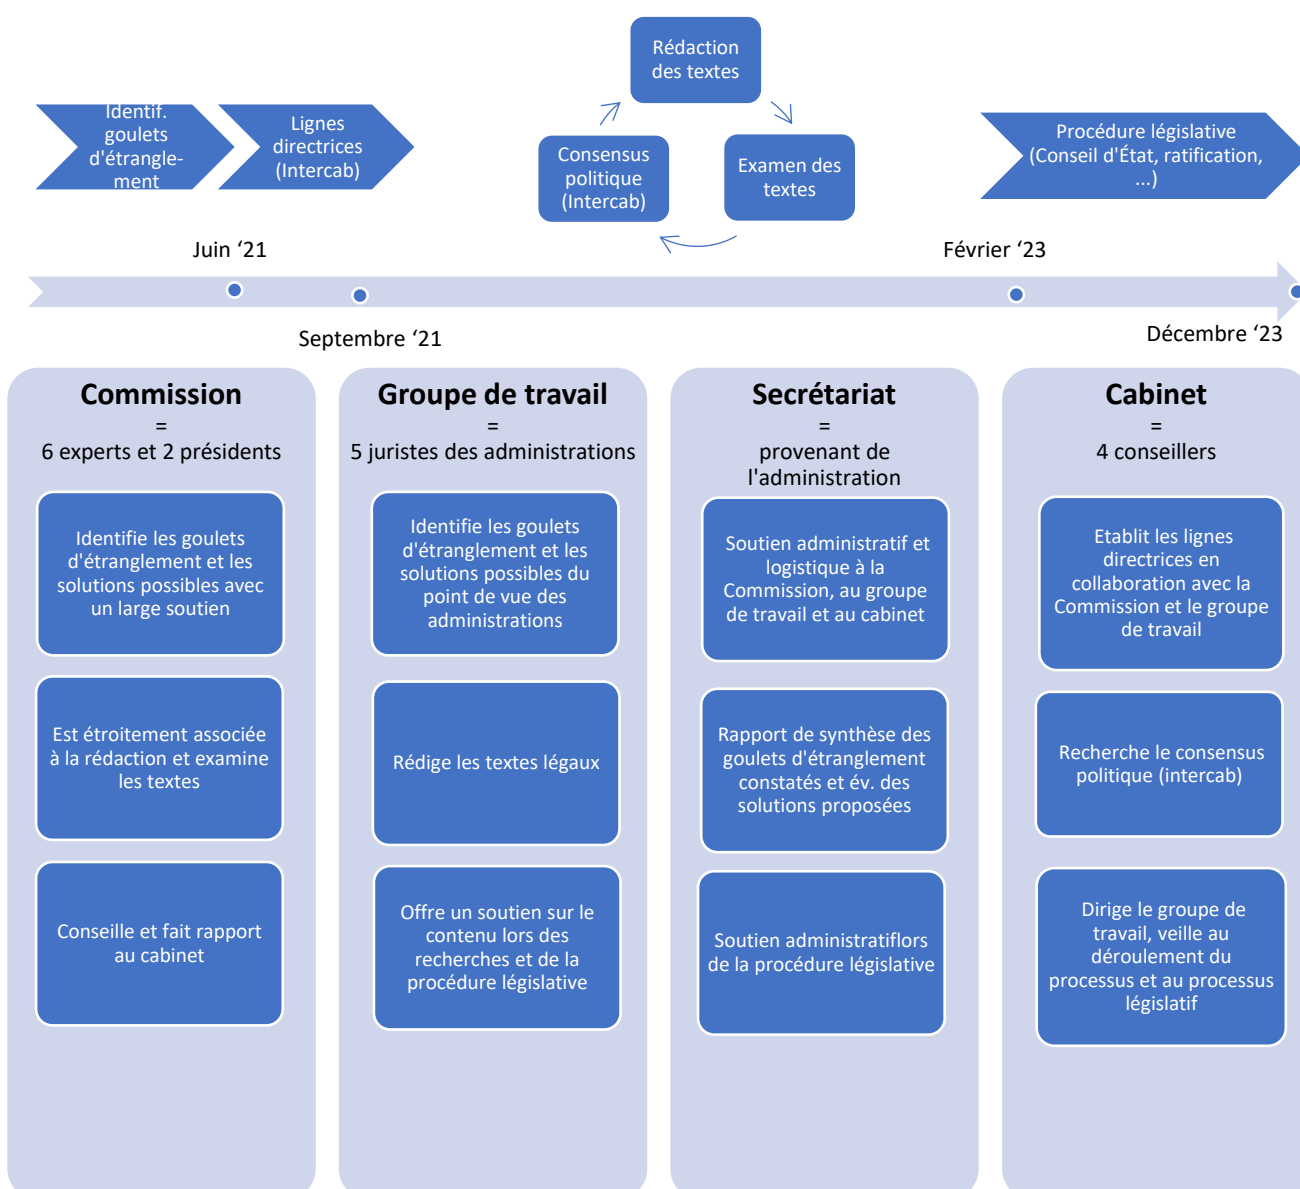 Identif.
goulets
d'étrangle-
ment
Lignes
directrices
(Intercab)
Rédaction
des textes
Consensus
politique
(Intercab)
Examen des
textes
Procédure législative
(Conseil d'État, ratification,
...)
Juin ‘21
Février ‘23
Septembre ‘21
Décembre ‘23
Commission
=
6 experts et 2 présidents
Identifie les goulets
d'étranglement et les
solutions possibles avec
un large soutien
Est étroitement associée
à la rédaction et examine
les textes
Conseille et fait rapport
au cabinet
Groupe de travail
=
5 juristes des administrations
Identifie les goulets
d'étranglement et les
solutions possibles du
point de vue des
administrations
Rédige les textes légaux
Offre un soutien sur le
contenu lors des
recherches et de la
procédure législative
Secrétariat
=
provenant de
l'administration
Soutien administratif et
logistique à la
Commission, au groupe
de travail et au cabinet
Rapport de synthèse des
goulets d'étranglement
constatés et év. des
solutions proposées
Soutien administratiflors
de la procédure législative
Cabinet
=
4 conseillers
Etablit les lignes
directrices en
collaboration avec la
Commission et le groupe
de travail
Recherche le consensus
politique (intercab)
Dirige le groupe de
travail, veille au
déroulement du
processus et au processus
législatif